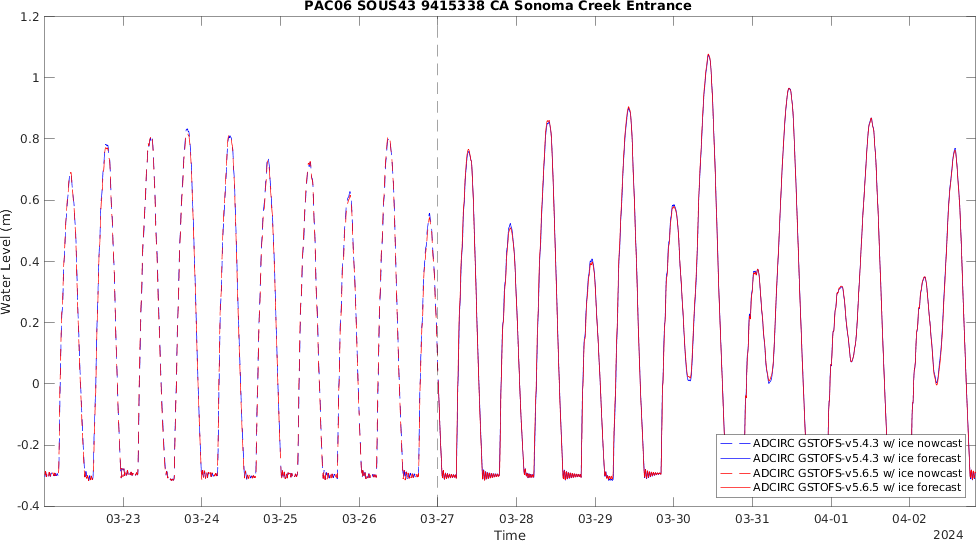 PAC06 SOUS43 9415338 CA Sonoma Creek Entrance
1.2
1
0.8
0.6
0.4
0.2
0
-0.2
-0.4
Water Level (m)
ADCIRC GSTOFS-v5.4.3 w/ ice nowcast
ADCIRC GSTOFS-v5.4.3 w/ ice forecast
ADCIRC GSTOFS-v5.6.5 w/ ice nowcast
ADCIRC GSTOFS-v5.6.5 w/ ice forecast
03-23 03-24 03-25 03-26 03-27 03-28 03-29 03-30 03-31 04-01 04-02
Time
2024